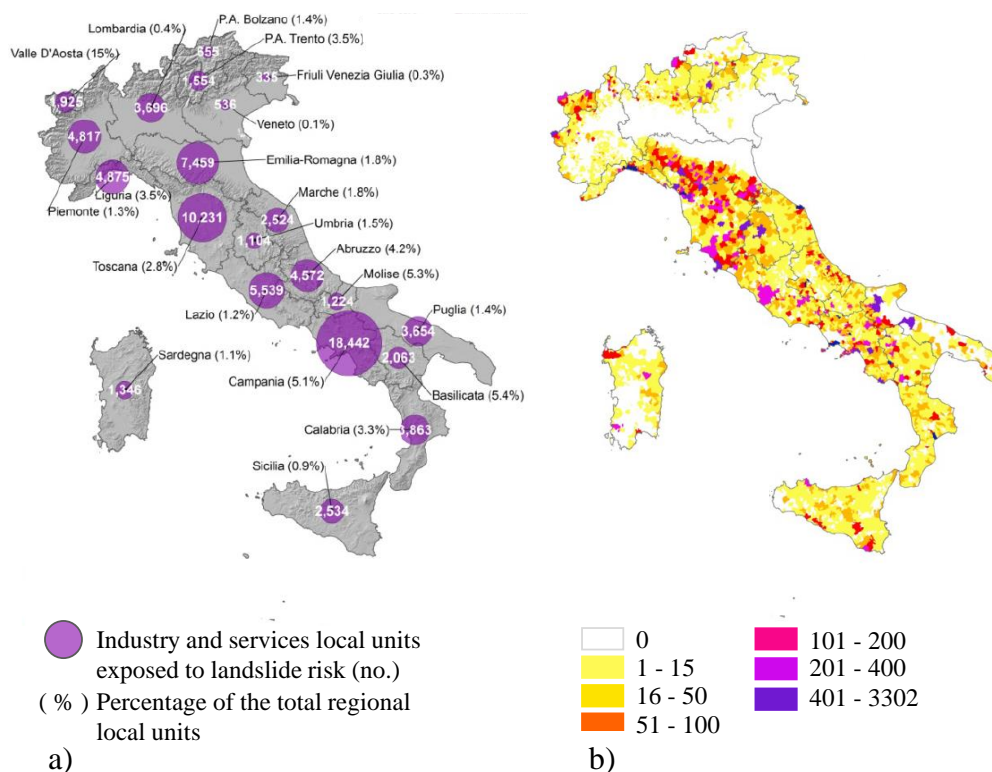 Lombardia (0.4%)
P.A. Bolzano (1.4%)
P.A. Trento (3.5%)
Valle D'Aosta (15%)
Friuli Venezia Giulia (0.3%)
1,925
3,696
536
4,817
Veneto (0.1%)
7,459
Emilia-Romagna (1.8%)
4,875
Liguria (3.5%)
Marche (1.8%)
Piemonte (1.3%)
10,231
2,524
Umbria (1.5%)
1,104
Toscana (2.8%)
Abruzzo (4.2%)
4,572
Molise (5.3%)
5,539
1,224
Lazio (1.2%)
Puglia (1.4%)
3,654
18,442
2,063
Sardegna (1.1%)
Campania (5.1%)
1,346
Basilicata (5.4%)
Calabria (3.3%)
3,863
Sicilia (0.9%)
2,534
Industry and services local units
exposed to landslide risk (no.)
( % ) Percentage of the total regional
local units
a)
0
1 - 15
16 - 50
51 - 100
101 - 200
201 - 400
401 - 3302
b)